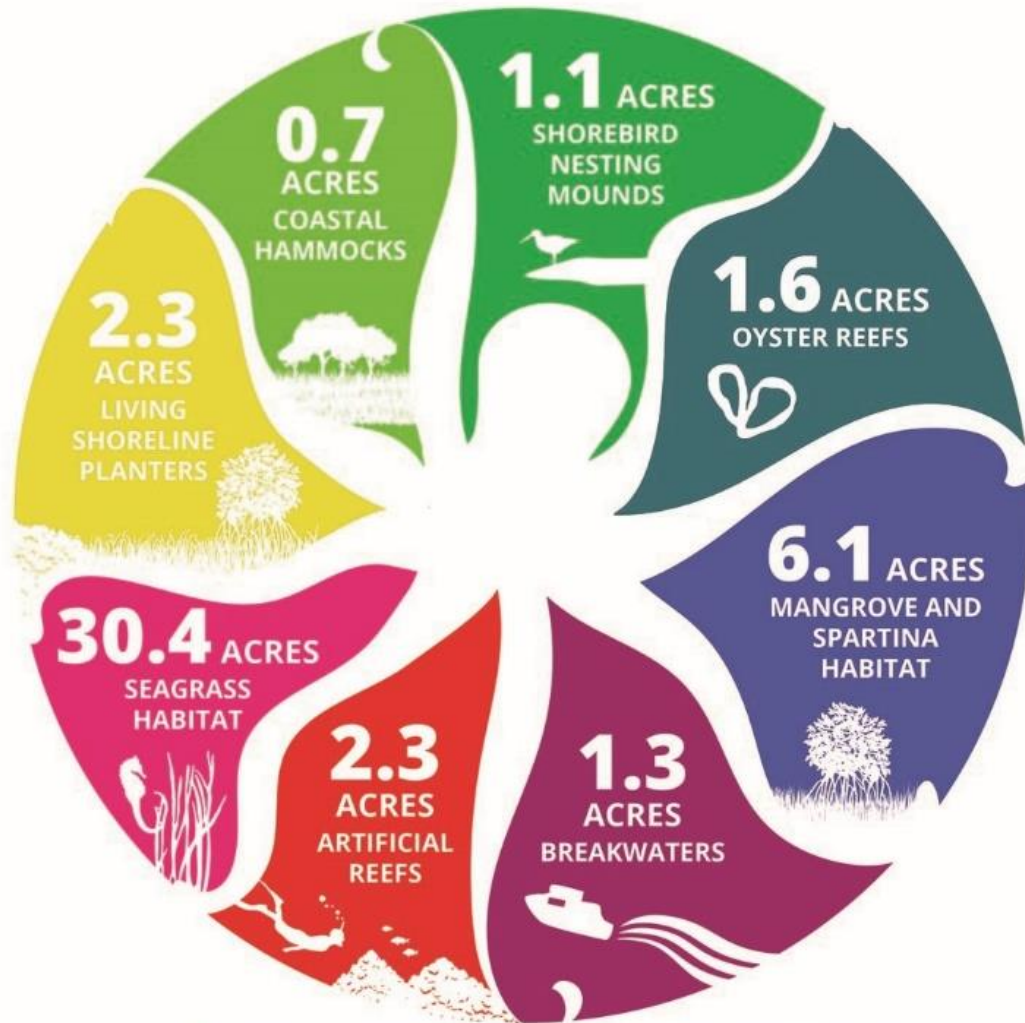 0.7
ACRES
COASTAL
HAMMOCKS
1.1 ACRES
SHOREBIRD
NESTING
MOUNDS
1.6 ACRES
OYSTER REEFS
6.1 ACRES
MANGROVE AND
SPARTINA
HABITAT
1.3
ACRES
BREAKWATERS
2.3
ACRES
ARTIFICIAL
REEFS
30.4 ACRES
SEAGRASS
HABITAT
2.3
ACRES
LIVING
SHORELINE
PLANTERS